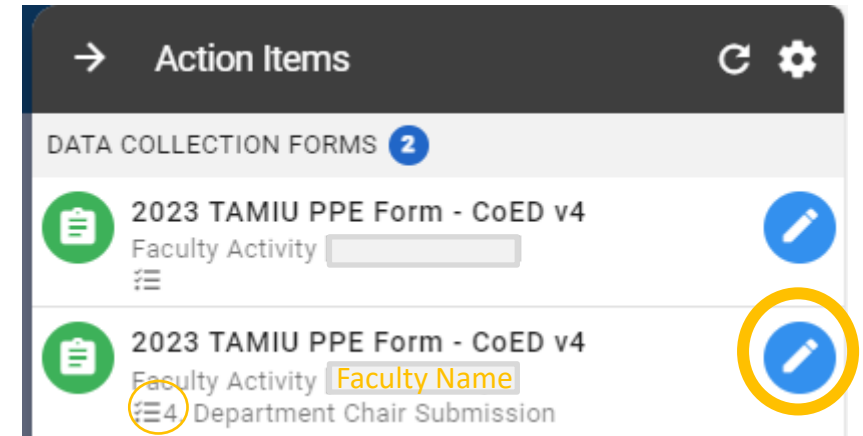 Action Items
DATA COLLECTION FORMS 2
2023 TAMIU PPE Form - CoED v4
Faculty Activity
2023 TAMIU PPE Form - CoED v4
Faculty Activity Faculty Name
4. Department Chair Submission